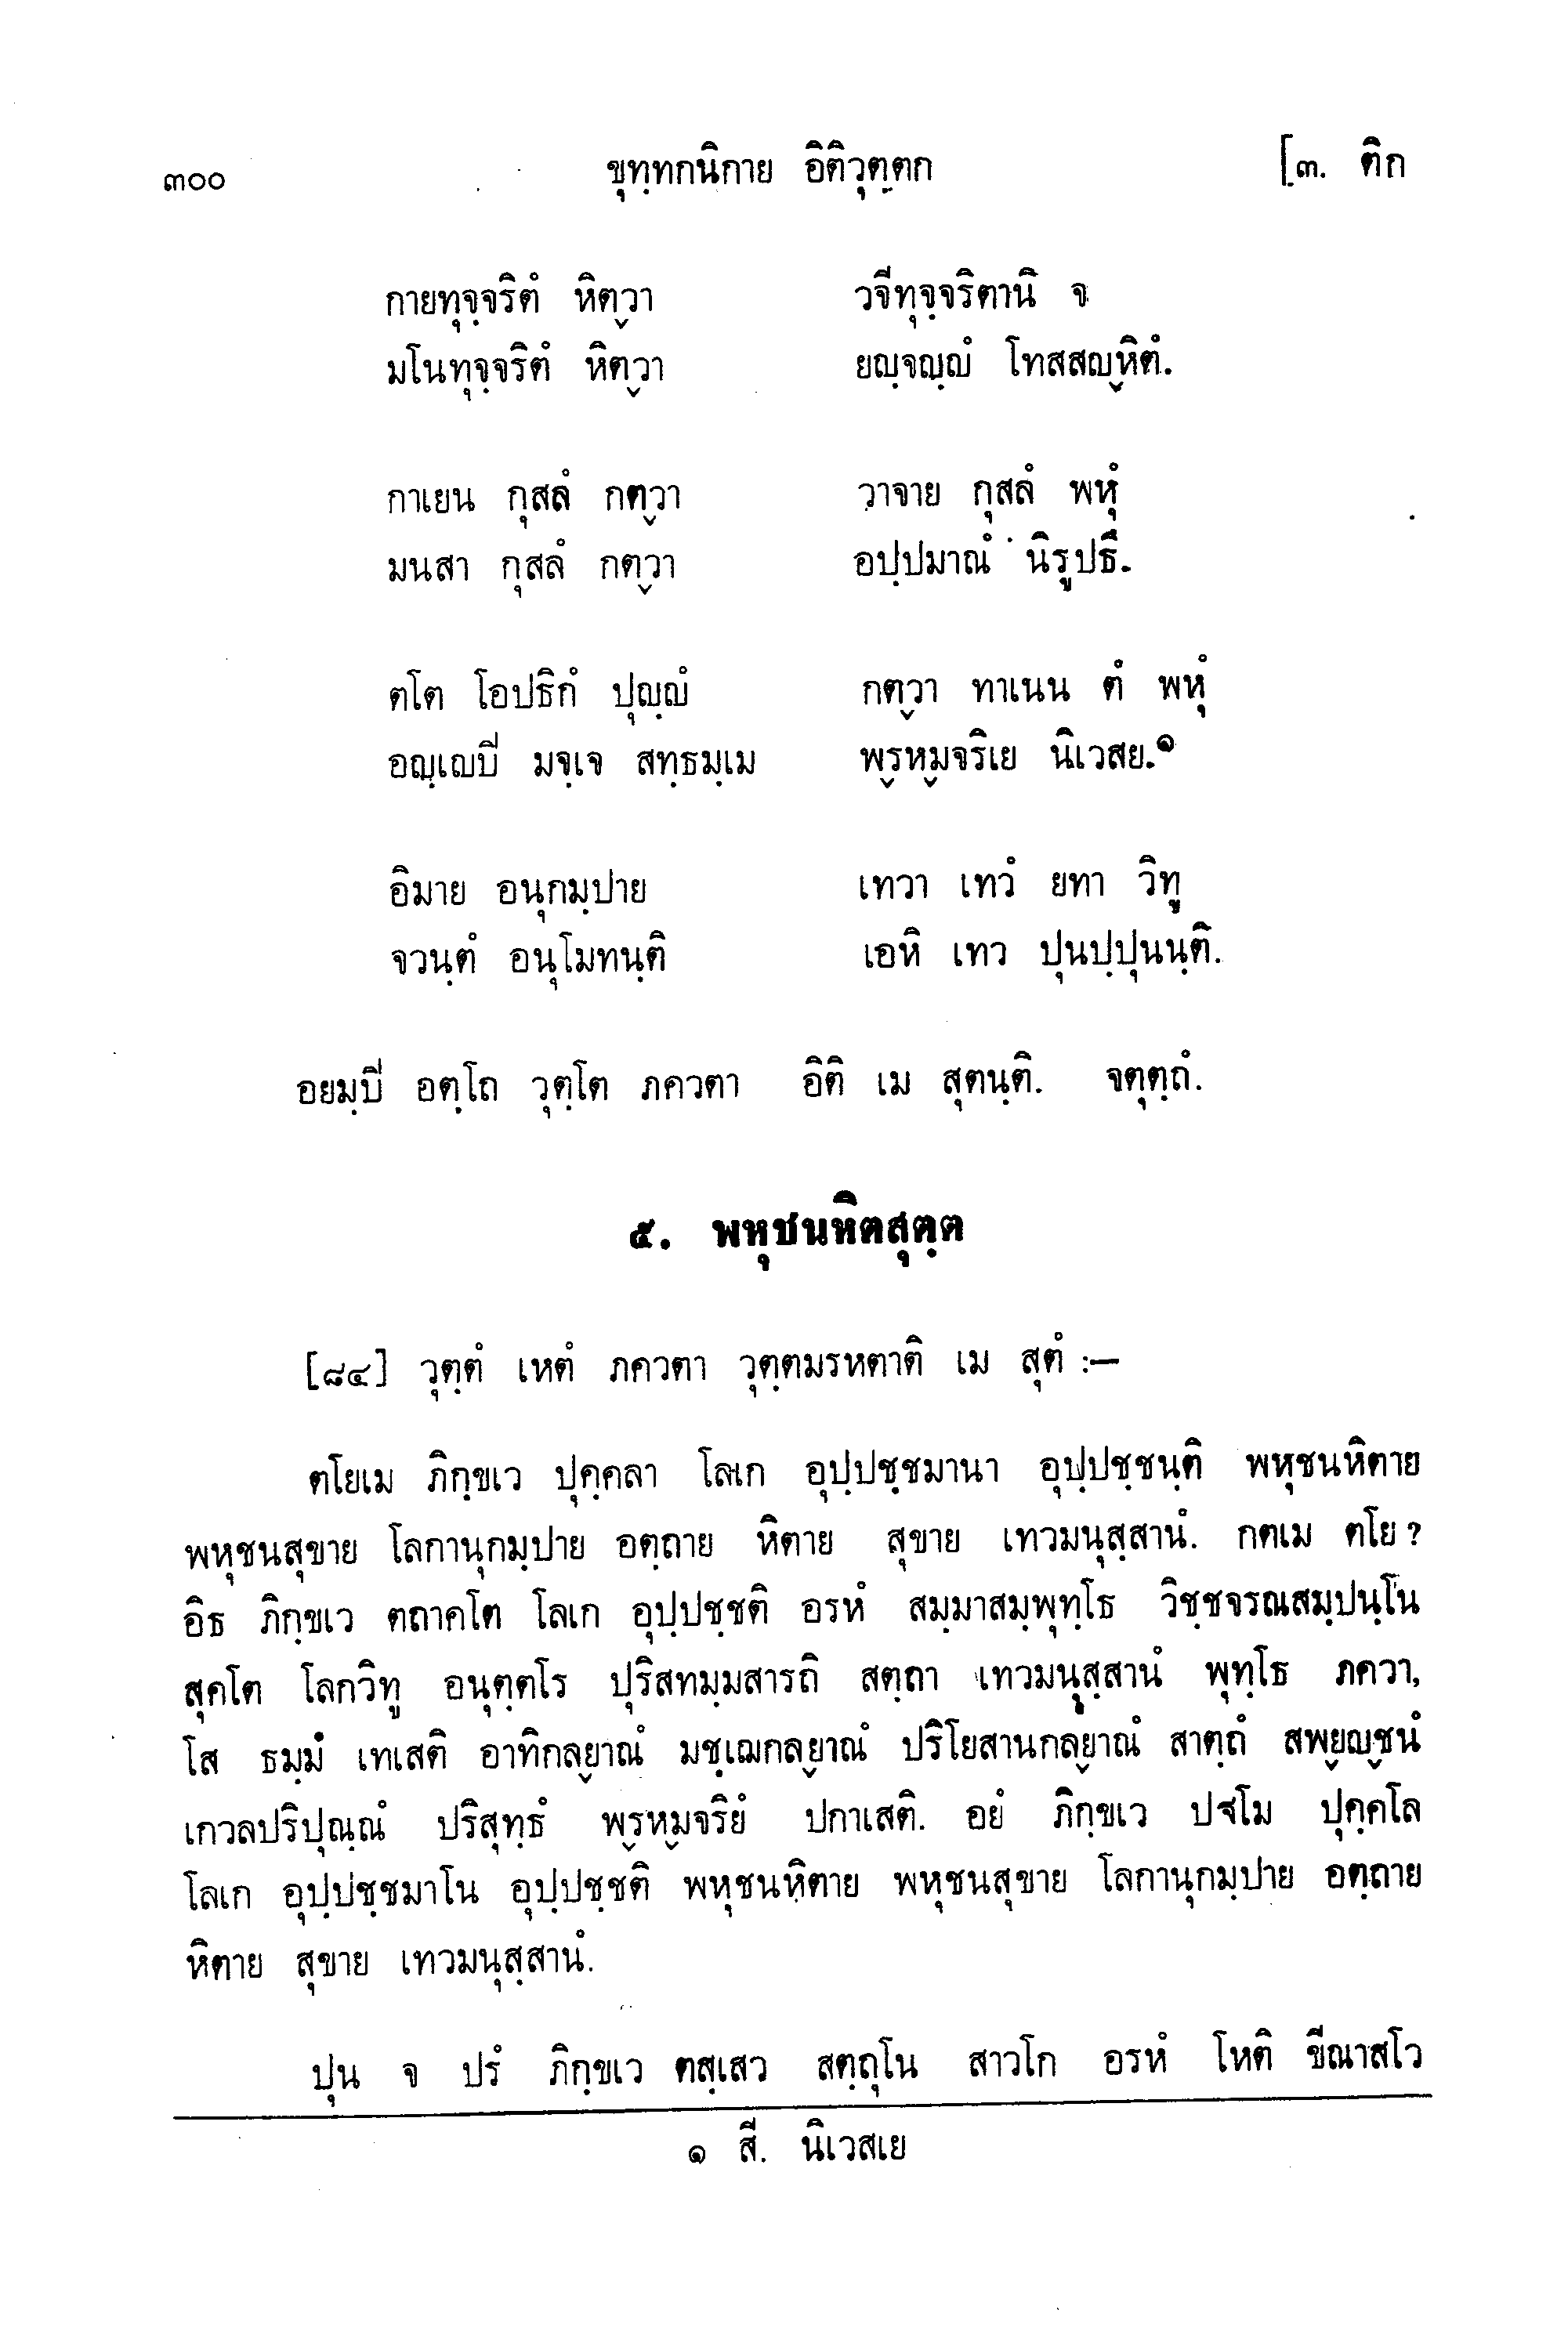 ๓๐๐ ขุทฺทกนิกาย อิติวุตฺตก [๓. ติก
กายทุจฺจริตํ หิตฺวา วจีทุจฺจริตานิ จ
มโนทุจฺจริตํ หิตฺวา ยญฺจญฺญํ โทสสญฺหิตํ.
กาเยน กุสลํ กตฺวา วาจาย กุสลํ พหุํ
มนสา กุสลํ กตฺวา อปฺปมาณํ นิรูปธึ.
ตโต โอปธิกํ ปุญฺญํ กตฺวา ทาเนน ตํ พหุํ
อญฺเญปิ มจฺเจ สทฺธมฺเม พฺรหฺมจริเย นิเวสย.๑
อิมาย อนุกมฺปาย เทวา เทวํ ยทา วิทู
จวนฺตํ อนุโมทนฺติ เอหิ เทว ปุนปฺปุนนฺติ.
อยมฺปิ อตฺโถ วุตฺโต ภควตา อิติ เม สุตนฺติ. จตุตฺถํ.
๕. พหุชนหิตสุตฺต
[๘๔] วุตฺตํ เหตํ ภควตา วุตฺตมรหตาติ เม สุตํ :—
ตโยเม ภิกฺขเว ปุคฺคลา โลเก อุปฺปชฺชมานา อุปฺปชฺชนฺติ พหุชนหิตาย
พหุชนสุขาย โลกานุกมฺปาย อตฺถาย หิตาย สุขาย เทวมนุสฺสานํ. กตเม ตโย ?
อิธ ภิกฺขเว ตถาคโต โลเก อุปฺปชฺชติ อรหํ สมฺมาสมฺพุทฺโธ วิชฺชจรณสมฺปนฺโน
สุคโต โลกวิทู อนุตฺตโร ปุริสทมฺมสารถิ สตฺถา เทวมนุสฺสานํ พุทฺโธ ภควา,
โส ธมฺมํ เทเสติ อาทิกลฺยาณํ มชฺเฌกลฺยาณํ ปริโยสานกลฺยาณํ สาตฺถํ สพฺยญฺชนํ
เกวลปริปุณฺณํ ปริสุทฺธํ พฺรหฺมจริยํ ปกาเสติ. อยํ ภิกฺขเว ปฐโม ปุคฺคโล
โลเก อุปฺปชฺชมาโน อุปฺปชฺชติ พหุชนหิตาย พหุชนสุขาย โลกานุกมฺปาย อตฺถาย
หิตาย สุขาย เทวมนุสฺสานํ.
ปุน จ ปรํ ภิกฺขเว ตสฺเสว สตฺถุโน สาวโก อรหํ โหติ ขีณาสโว
๑ สี. นิเวสเย